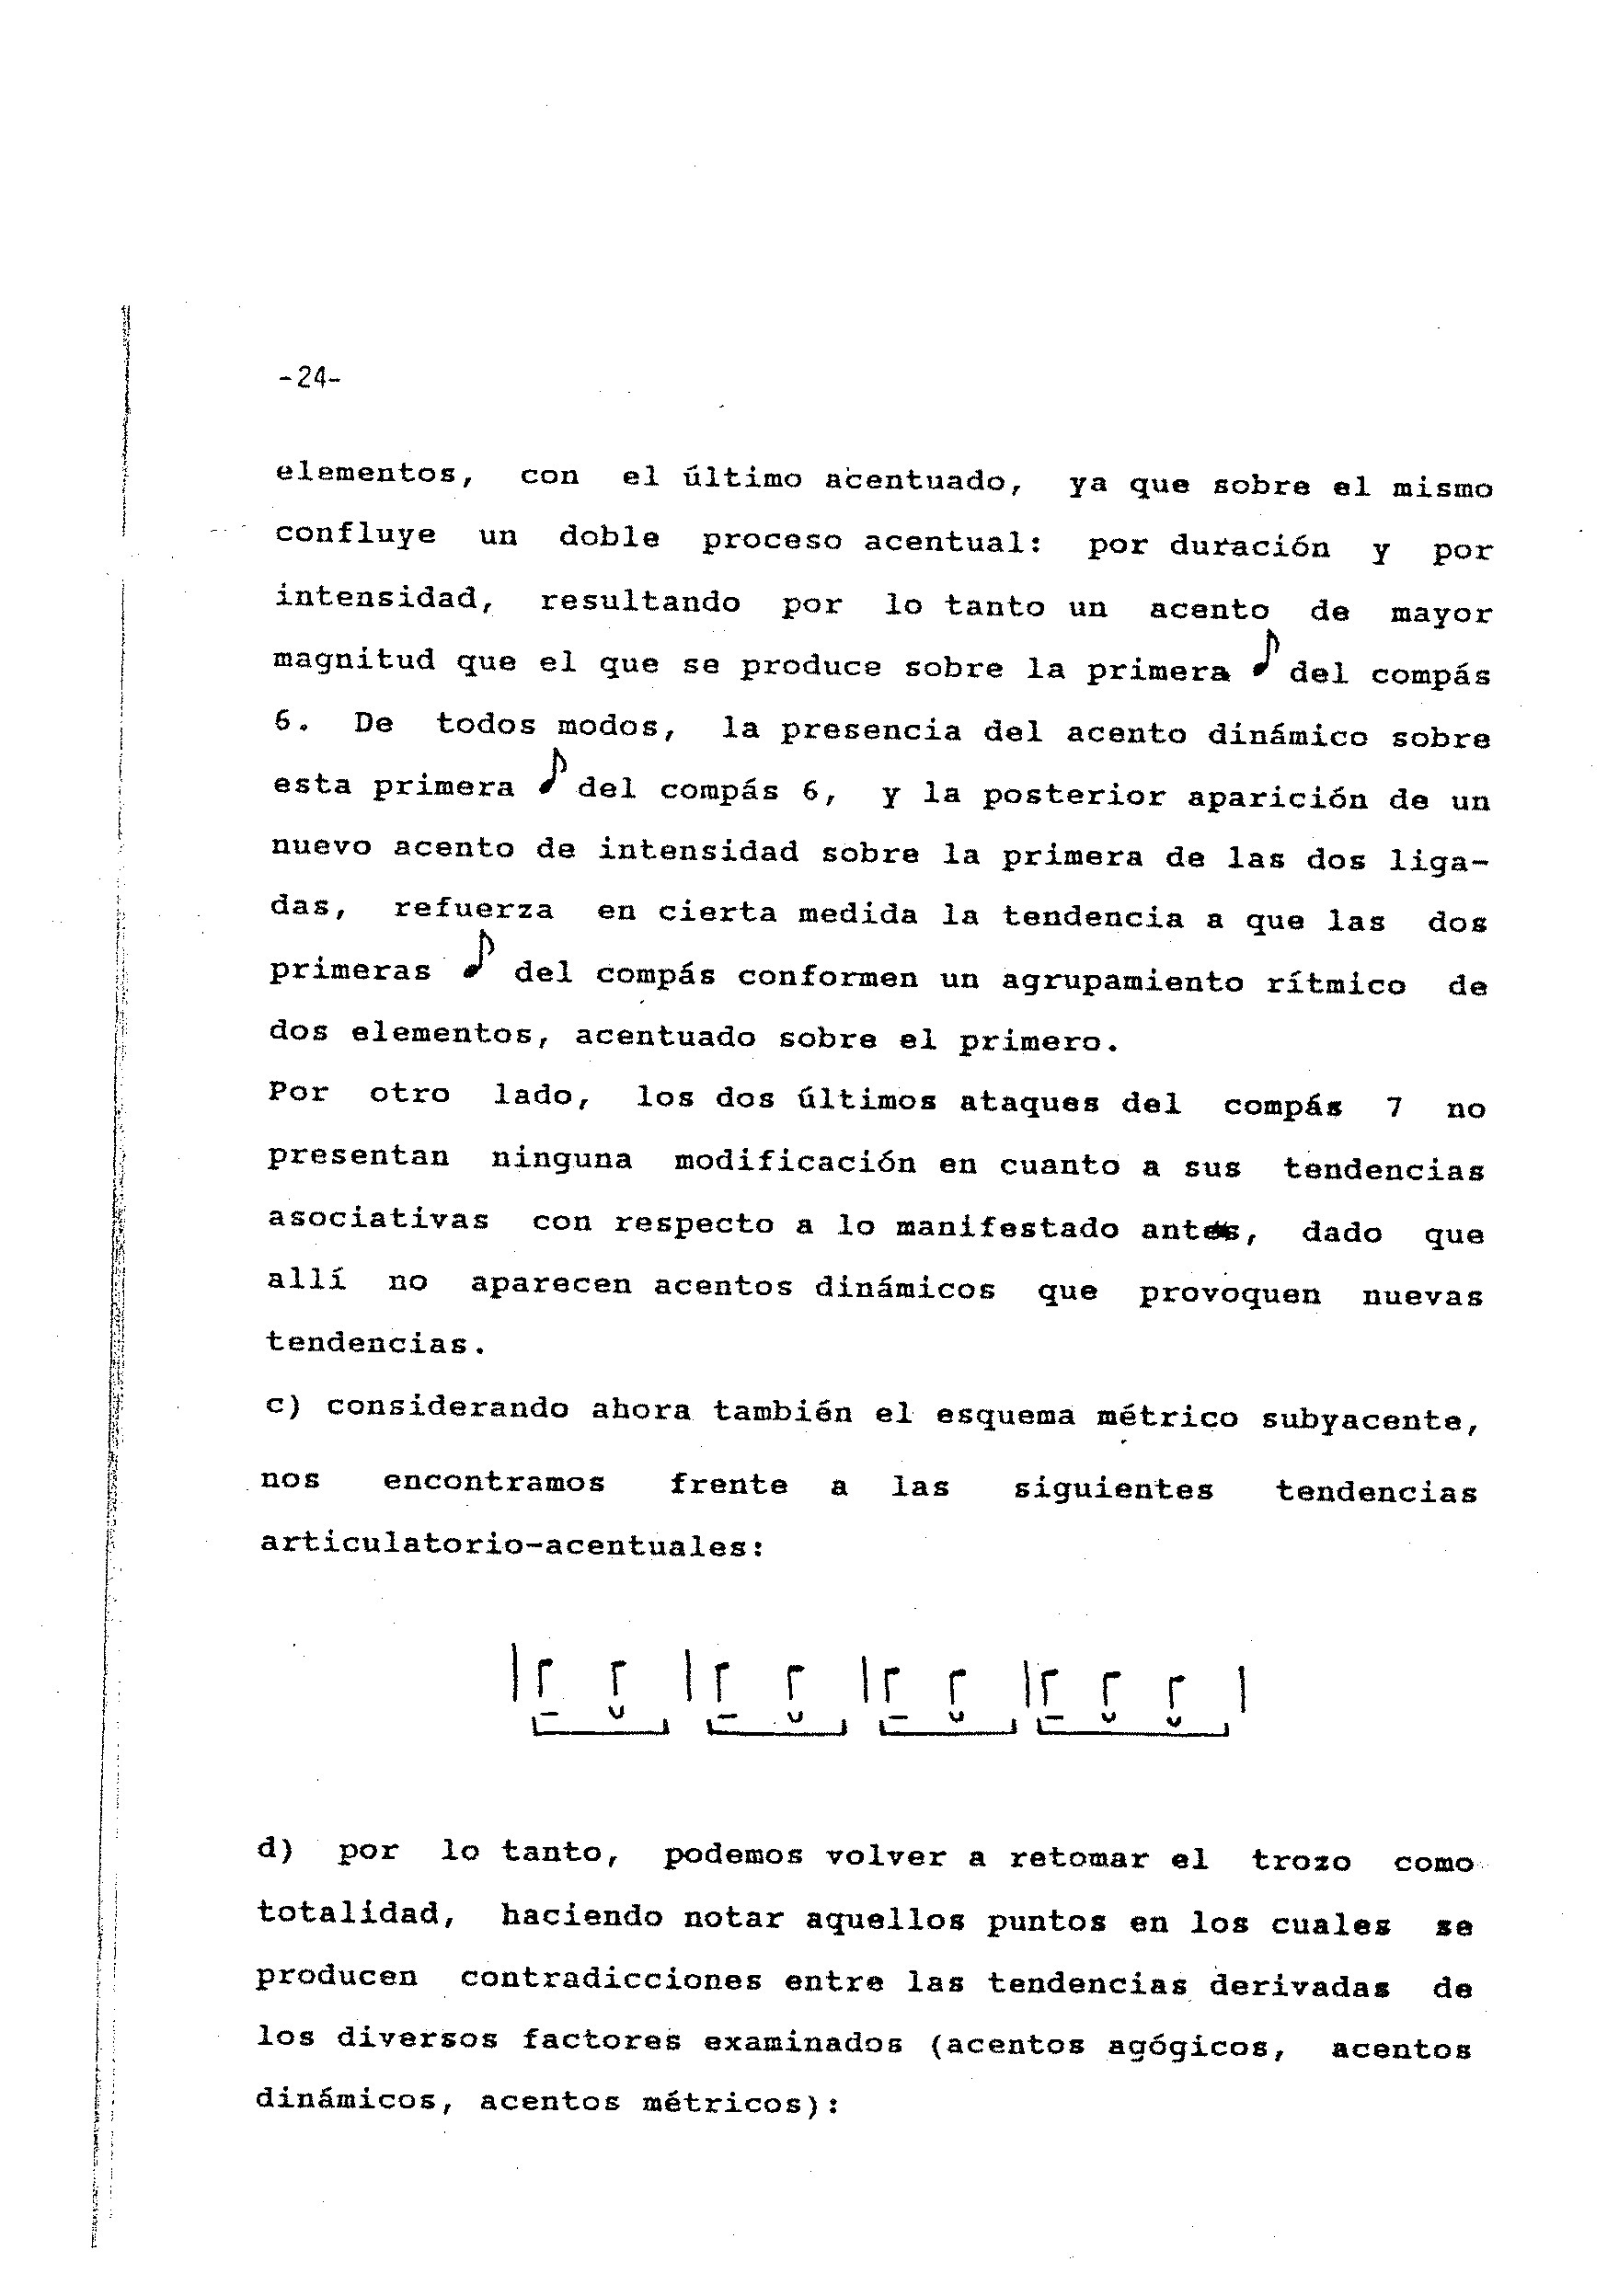 -24-
elementos, con el último acentuado, ya que sobre el mismo
confluye un doble proceso acentual: por duración y por
intensidad, resultando por lo tanto un acento de mayor
magnitud que el que se produce sobre la primera ♪ del compás
6. De todos modos, la presencia del acento dinámico sobre
esta primera ♪ del compás 6, y la posterior aparición de un
nuevo acento de intensidad sobre la primera de las dos liga-
das, refuerza en cierta medida la tendencia a que las dos
primeras ♪ del compás conformen un agrupamiento rítmico de
dos elementos, acentuado sobre el primero.
Por otro lado, los dos últimos ataques del compás 7 no
presentan ninguna modificación en cuanto a sus tendencias
asociativas con respecto a lo manifestado antes, dado que
allí no aparecen acentos dinámicos que provoquen nuevas
tendencias.
c) considerando ahora también el esquema métrico subyacente,
nos encontramos frente a las siguientes tendencias
articulatorio-acentuales:
d) por lo tanto, podemos volver a retomar el trozo como
totalidad, haciendo notar aquellos puntos en los cuales se
producen contradicciones entre las tendencias derivadas de
los diversos factores examinados (acentos agógicos, acentos
dinámicos, acentos métricos):